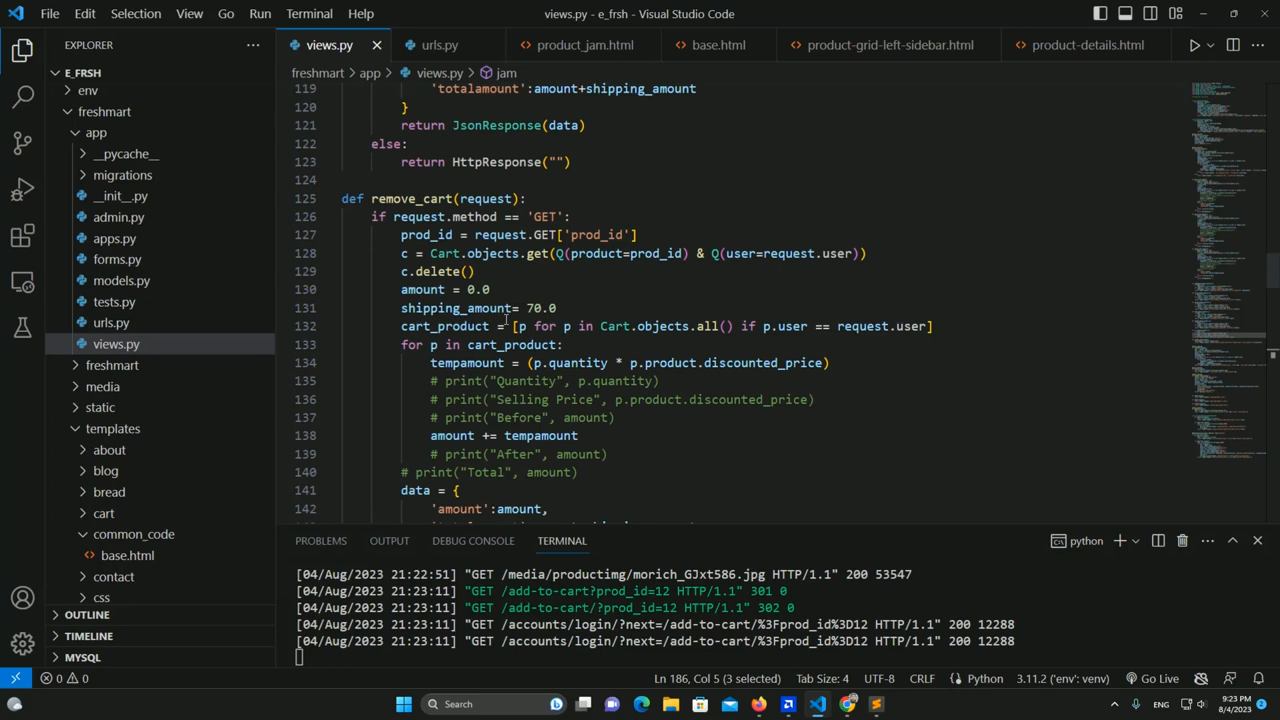 File Edit Selection View Go Run Terminal Help
views.py - e_frsh - Visual Studio Code
EXPLORER
E_FRSH
env
freshmart
app
__pycache__
migrations
__init__.py
admin.py
apps.py
forms.py
models.py
tests.py
urls.py
views.py
freshmart
media
static
templates
about
blog
bread
cart
common_code
base.html
contact
css
OUTLINE
TIMELINE
MYSQL
views.py urls.py product_jam.html base.html product-grid-left-sidebar.html product-details.html
freshmart > app > views.py > jam
119 'totalamount':amount+shipping_amount
120 }
121 return JsonResponse(data)
122 else:
123 return HttpResponse("")
124
125 def remove_cart(request):
126 if request.method == 'GET':
127 prod_id = request.GET['prod_id']
128 c = Cart.objects.get(Q(product=prod_id) & Q(user=request.user))
129 c.delete()
130 amount = 0.0
131 shipping_amount= 70.0
132 cart_product = [p for p in Cart.objects.all() if p.user == request.user]
133 for p in cart_product:
134 tempamount = (p.quantity * p.product.discounted_price)
135 # print("Quantity", p.quantity)
136 # print("Selling Price", p.product.discounted_price)
137 # print("Before", amount)
138 amount += tempamount
139 # print("After", amount)
140 # print("Total", amount)
141 data = {
142 'amount':amount,
PROBLEMS OUTPUT DEBUG CONSOLE TERMINAL
python
[04/Aug/2023 21:22:51] "GET /media/productimg/morich_GJxt586.jpg HTTP/1.1" 200 53547
[04/Aug/2023 21:23:11] "GET /add-to-cart?prod_id=12 HTTP/1.1" 301 0
[04/Aug/2023 21:23:11] "GET /add-to-cart/?prod_id=12 HTTP/1.1" 302 0
[04/Aug/2023 21:23:11] "GET /accounts/login/?next=/add-to-cart/%3Fprod_id%3D12 HTTP/1.1" 200 12288
[04/Aug/2023 21:23:11] "GET /accounts/login/?next=/add-to-cart/%3Fprod_id%3D12 HTTP/1.1" 200 12288
0 0 Ln 186, Col 5 (3 selected) Tab Size: 4 UTF-8 CRLF Python 3.11.2 ('env': venv) Go Live
Search
ENG
9:23 PM
8/4/2023